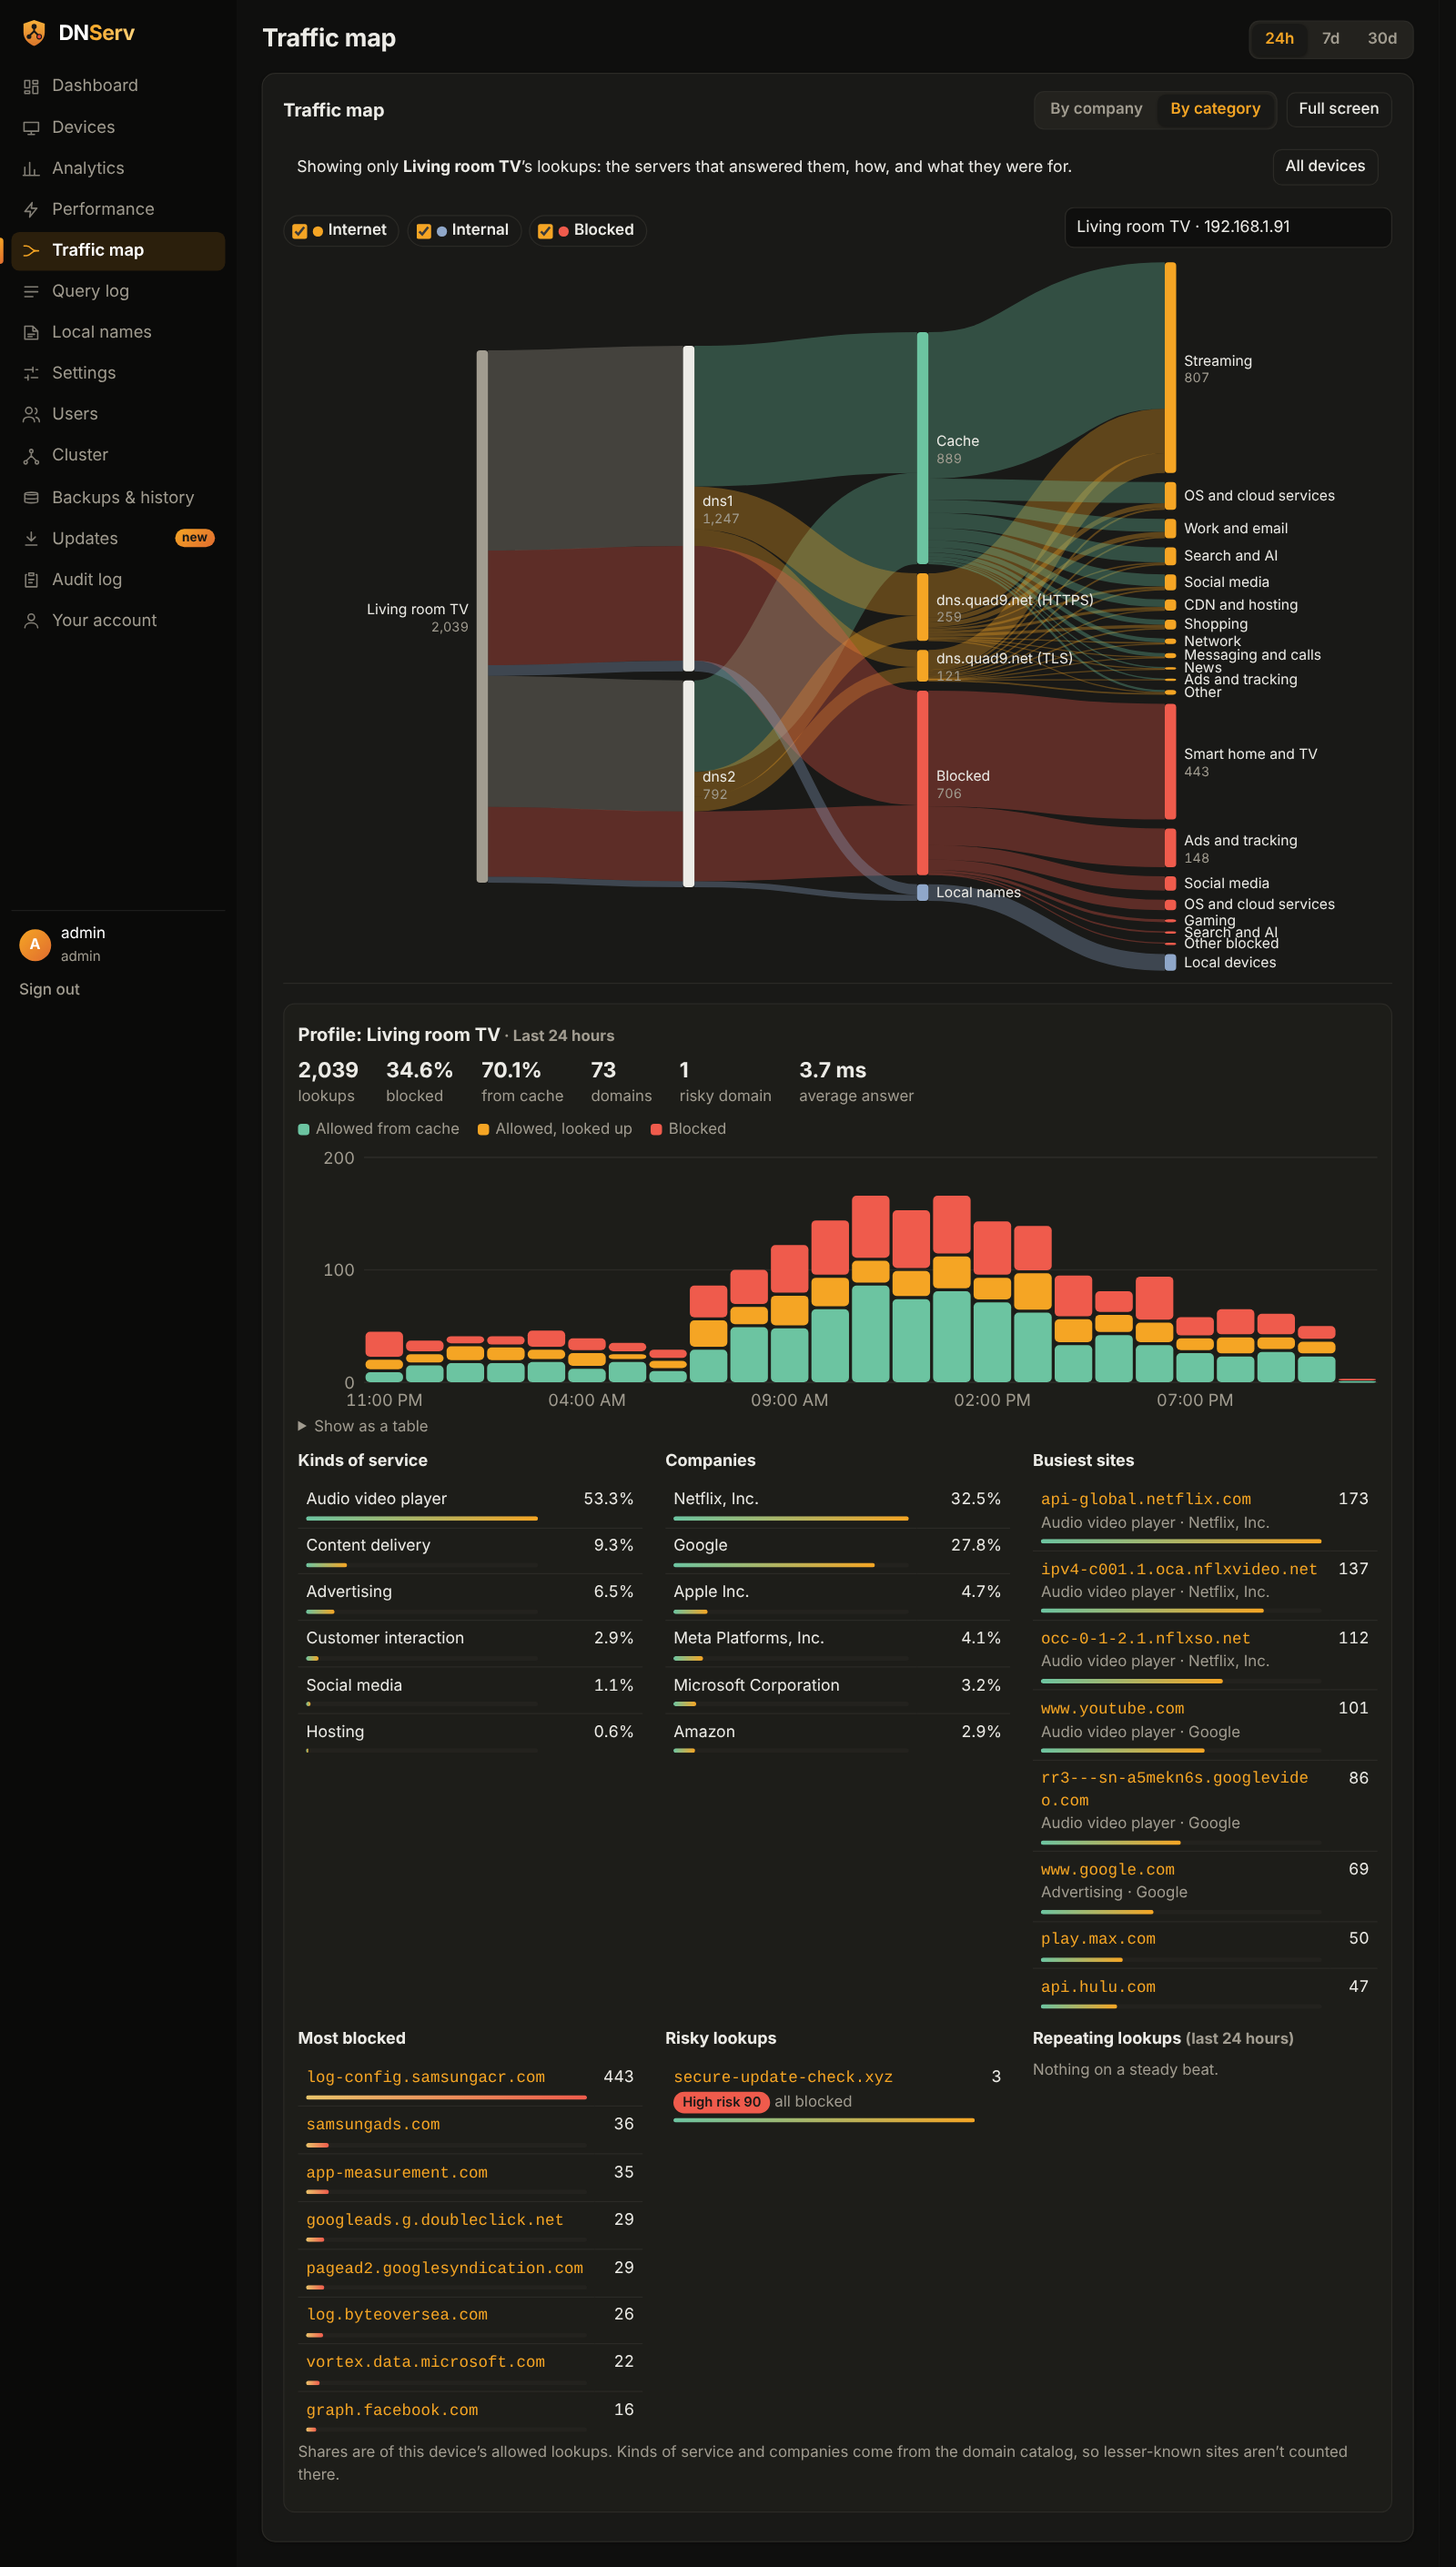 DNServ
Dashboard
Devices
Analytics
Performance
Traffic map
Query log
Local names
Settings
Users
Cluster
Backups & history
Updates new
Audit log
Your account
A
admin
admin
Sign out
Traffic map
24h 7d 30d
Traffic map
By company By category Full screen
Showing only Living room TV's lookups: the servers that answered them, how, and what they were for.
All devices
Internet Internal Blocked
Living room TV · 192.168.1.91
Living room TV
2,039
dns1
1,247
dns2
792
Cache
889
dns.quad9.net (HTTPS)
259
dns.quad9.net (TLS)
121
Blocked
706
Local names
Streaming
807
OS and cloud services
Work and email
Search and AI
Social media
CDN and hosting
Shopping
Network
Messaging and calls
News
Ads and tracking
Other
Smart home and TV
443
Ads and tracking
148
Social media
OS and cloud services
Gaming
Search and AI
Other blocked
Local devices
Profile: Living room TV · Last 24 hours
2,039 34.6% 70.1% 73 1 3.7 ms
lookups blocked from cache domains risky domain average answer
Allowed from cache Allowed, looked up Blocked
200
100
0
11:00 PM 04:00 AM 09:00 AM 02:00 PM 07:00 PM
Show as a table
Kinds of service
Audio video player 53.3%
Content delivery 9.3%
Advertising 6.5%
Customer interaction 2.9%
Social media 1.1%
Hosting 0.6%
Companies
Netflix, Inc. 32.5%
Google 27.8%
Apple Inc. 4.7%
Meta Platforms, Inc. 4.1%
Microsoft Corporation 3.2%
Amazon 2.9%
Busiest sites
api-global.netflix.com 173
Audio video player · Netflix, Inc.
ipv4-c001.1.oca.nflxvideo.net 137
Audio video player · Netflix, Inc.
occ-0-1-2.1.nflxso.net 112
Audio video player · Netflix, Inc.
www.youtube.com 101
Audio video player · Google
rr3---sn-a5mekn6s.googlevide 86
o.com
Audio video player · Google
www.google.com 69
Advertising · Google
play.max.com 50
api.hulu.com 47
Most blocked
log-config.samsungacr.com 443
samsungads.com 36
app-measurement.com 35
googleads.g.doubleclick.net 29
pagead2.googlesyndication.com 29
log.byteoversea.com 26
vortex.data.microsoft.com 22
graph.facebook.com 16
Risky lookups
secure-update-check.xyz 3
High risk 90 all blocked
Repeating lookups (last 24 hours)
Nothing on a steady beat.
Shares are of this device's allowed lookups. Kinds of service and companies come from the domain catalog, so lesser-known sites aren't counted
there.